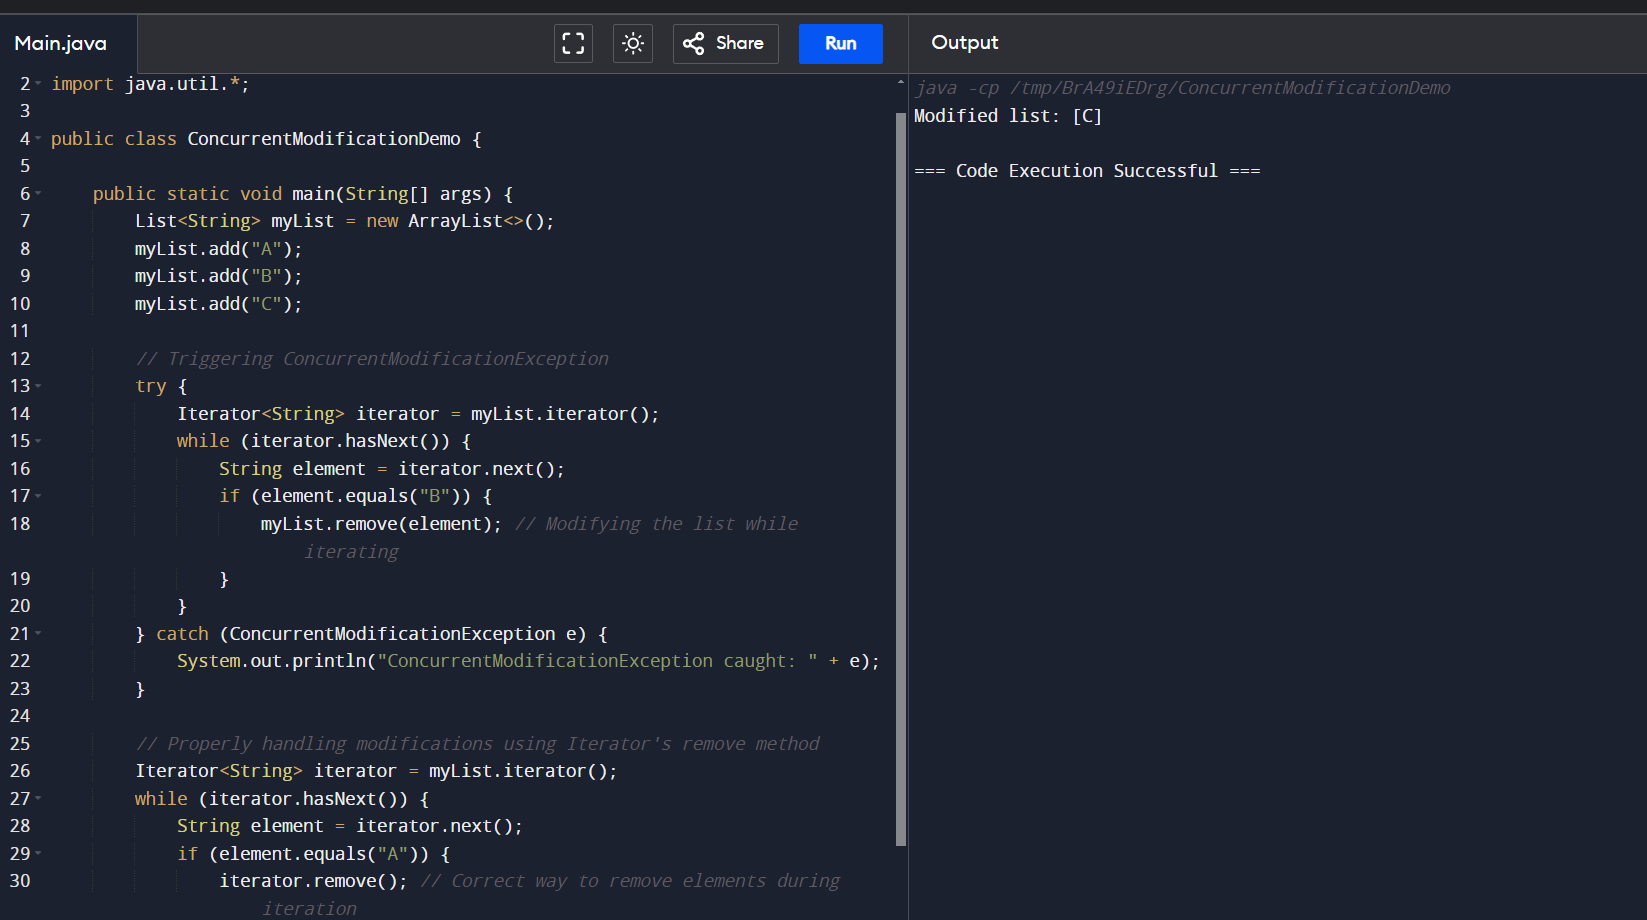 Main.java
Share
Run
Output
2 import java.util.*;
3
4 public class ConcurrentModificationDemo {
5
6     public static void main(String[] args) {
7         List<String> myList = new ArrayList<>();
8         myList.add("A");
9         myList.add("B");
10         myList.add("C");
11
12         // Triggering ConcurrentModificationException
13         try {
14             Iterator<String> iterator = myList.iterator();
15             while (iterator.hasNext()) {
16                 String element = iterator.next();
17                 if (element.equals("B")) {
18                     myList.remove(element); // Modifying the list while
iterating
19                 }
20             }
21         } catch (ConcurrentModificationException e) {
22             System.out.println("ConcurrentModificationException caught: " + e);
23         }
24
25         // Properly handling modifications using Iterator's remove method
26         Iterator<String> iterator = myList.iterator();
27         while (iterator.hasNext()) {
28             String element = iterator.next();
29             if (element.equals("A")) {
30                 iterator.remove(); // Correct way to remove elements during
iteration
java -cp /tmp/BrA49iEDrg/ConcurrentModificationDemo
Modified list: [C]
=== Code Execution Successful ===